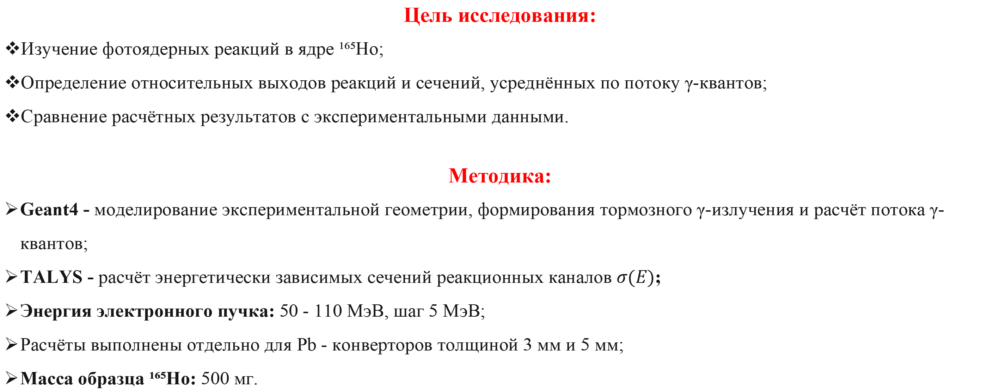 Цель исследования:
❖Изучение фотоядерных реакций в ядре ¹⁶⁵Ho;
❖Определение относительных выходов реакций и сечений, усреднённых по потоку γ-квантов;
❖Сравнение расчётных результатов с экспериментальными данными.
Методика:
➢Geant4 - моделирование экспериментальной геометрии, формирования тормозного γ-излучения и расчёт потока γ-
квантов;
➢TALYS - расчёт энергетически зависимых сечений реакционных каналов 𝜎(𝐸);
➢Энергия электронного пучка: 50 - 110 МэВ, шаг 5 МэВ;
➢Расчёты выполнены отдельно для Pb - конверторов толщиной 3 мм и 5 мм;
➢Масса образца ¹⁶⁵Ho: 500 мг.